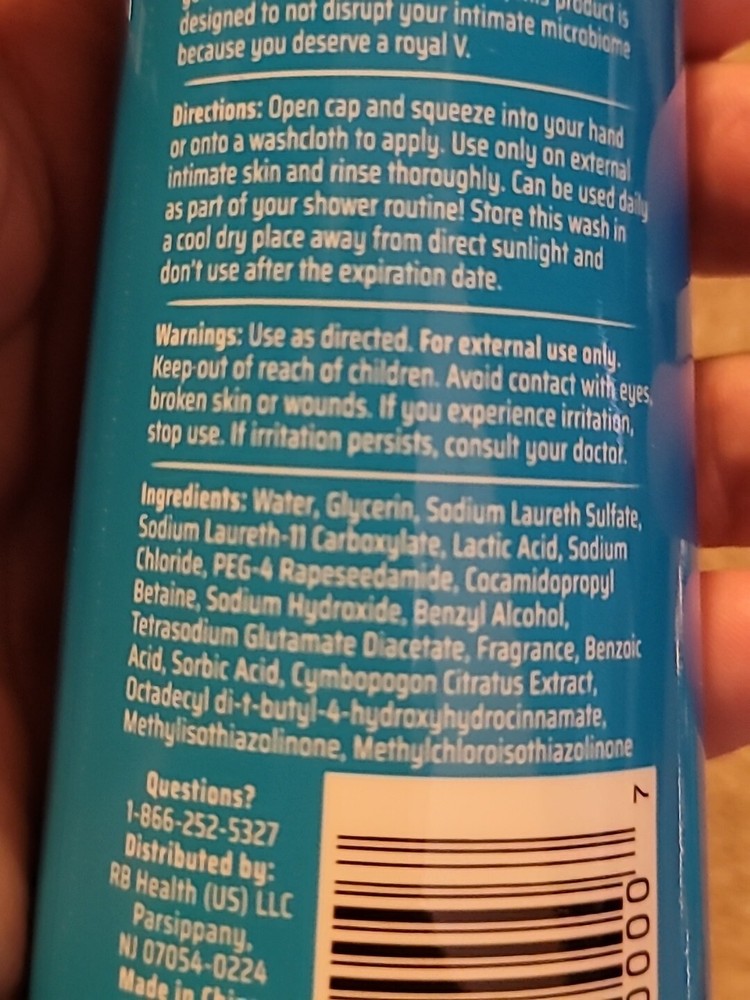 product is
designed to not disrupt your intimate microbiome
because you deserve a royal V.
Directions: Open cap and squeeze into your hand
or onto a washcloth to apply. Use only on external
intimate skin and rinse thoroughly. Can be used daily
as part of your shower routine! Store this wash in
a cool dry place away from direct sunlight and
don't use after the expiration date.
Warnings: Use as directed. For external use only.
Keep out of reach of children. Avoid contact with eyes,
broken skin or wounds. If you experience irritation,
stop use. If irritation persists, consult your doctor.
Ingredients: Water, Glycerin, Sodium Laureth Sulfate,
Sodium Laureth-11 Carboxylate, Lactic Acid, Sodium
Chloride, PEG-4 Rapeseedamide, Cocamidopropyl
Betaine, Sodium Hydroxide, Benzyl Alcohol,
Tetrasodium Glutamate Diacetate, Fragrance, Benzoic
Acid, Sorbic Acid, Cymbopogon Citratus Extract,
Octadecyl di-t-butyl-4-hydroxyhydrocinnamate,
Methylisothiazolinone, Methylchloroisothiazolinone
Questions?
1-866-252-5327
Distributed by:
RB Health (US) LLC
Parsippany,
NJ 07054-0224
Made in
7
0000